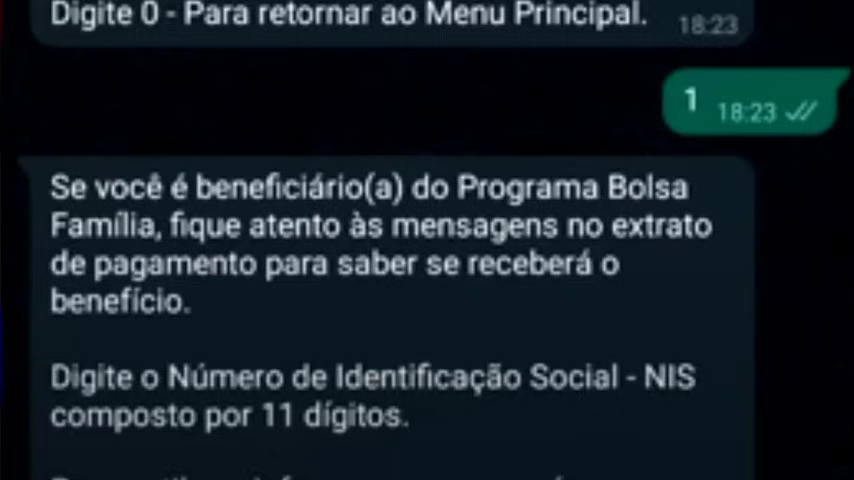 Digite 0 - Para retornar ao Menu Principal.
18:23
1
18:23
Se você é beneficiário(a) do Programa Bolsa
Família, fique atento às mensagens no extrato
de pagamento para saber se receberá o
benefício.
Digite o Número de Identificação Social - NIS
composto por 11 dígitos.